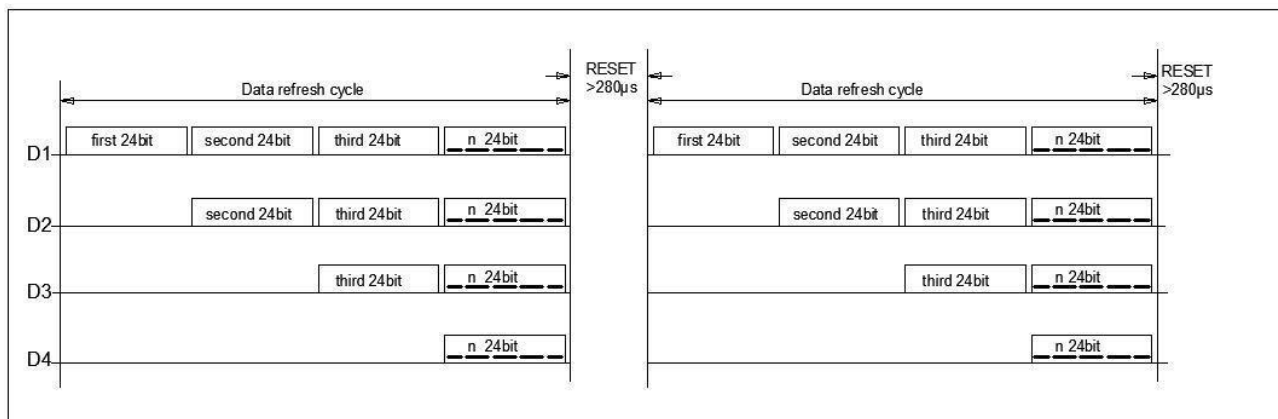 RESET
>280µs
RESET
>280µs
Data refresh cycle
Data refresh cycle
D1
first 24bit
second 24bit
third 24bit
n 24bit
first 24bit
second 24bit
third 24bit
n 24bit
D2
second 24bit
third 24bit
n 24bit
second 24bit
third 24bit
n 24bit
D3
third 24bit
n 24bit
third 24bit
n 24bit
D4
n 24bit
n 24bit